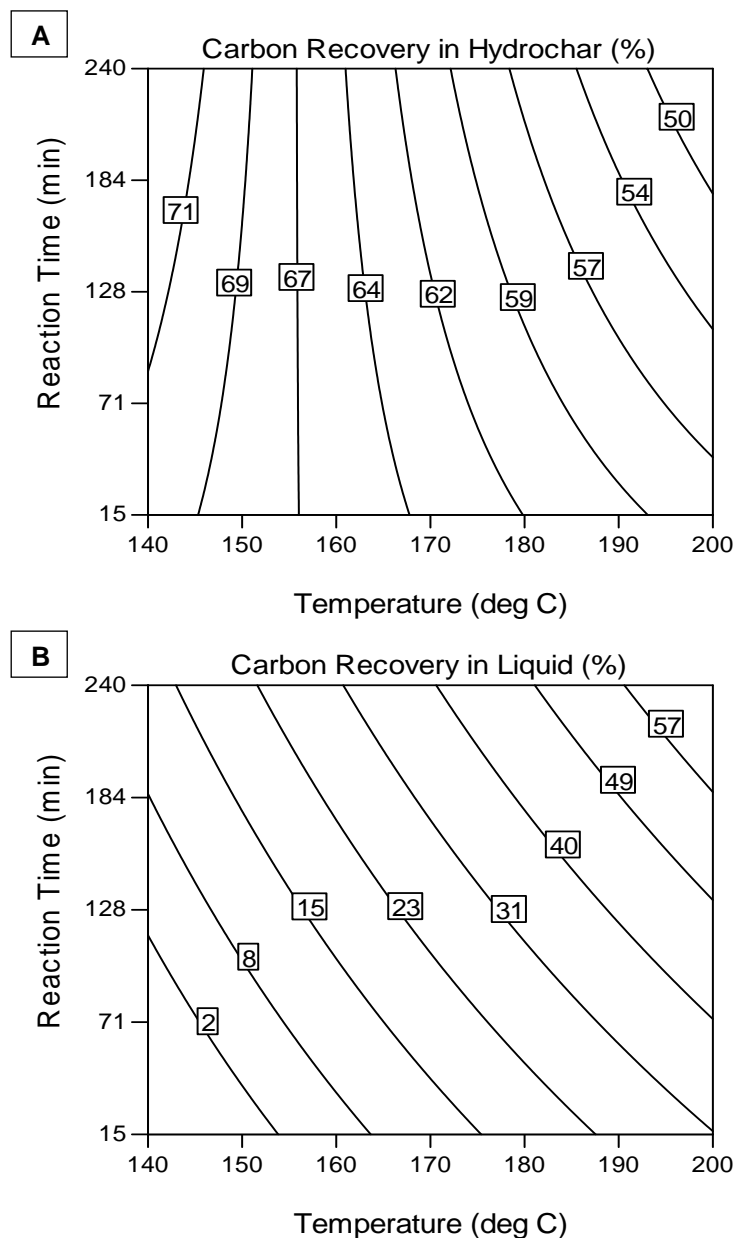 A
Carbon Recovery in Hydrochar (%)
240
184
128
71
15
Reaction Time (min)
50
54
71
57
67
69
64
62
59
140 150 160 170 180 190 200
Temperature (deg C)
B
Carbon Recovery in Liquid (%)
240
184
128
71
15
Reaction Time (min)
57
49
40
15 23 31
8
2
140 150 160 170 180 190 200
Temperature (deg C)